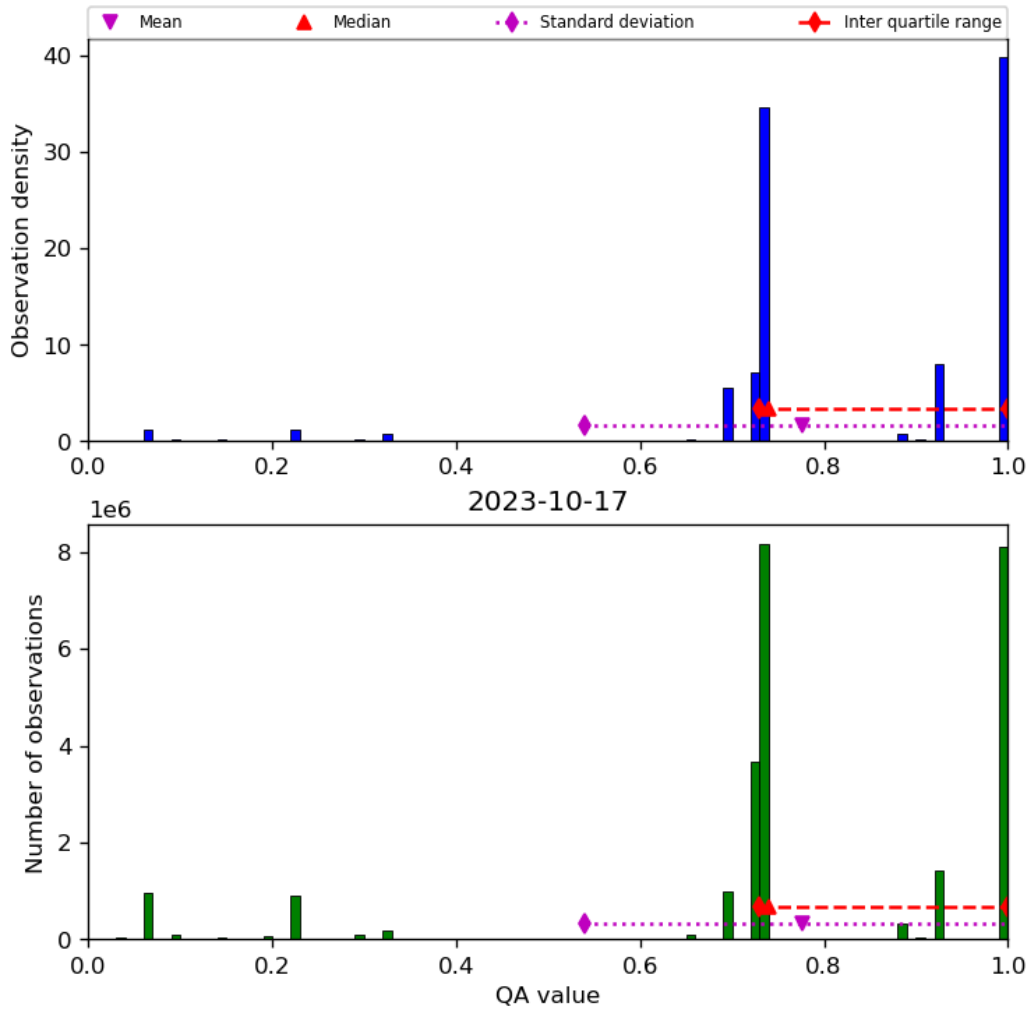 Mean Median Standard deviation Inter quartile range
40
30
20
10
0
Observation density
0.0 0.2 0.4 0.6 0.8 1.0
2023-10-17
1e6
8
6
4
2
0
Number of observations
0.0 0.2 0.4 0.6 0.8 1.0
QA value